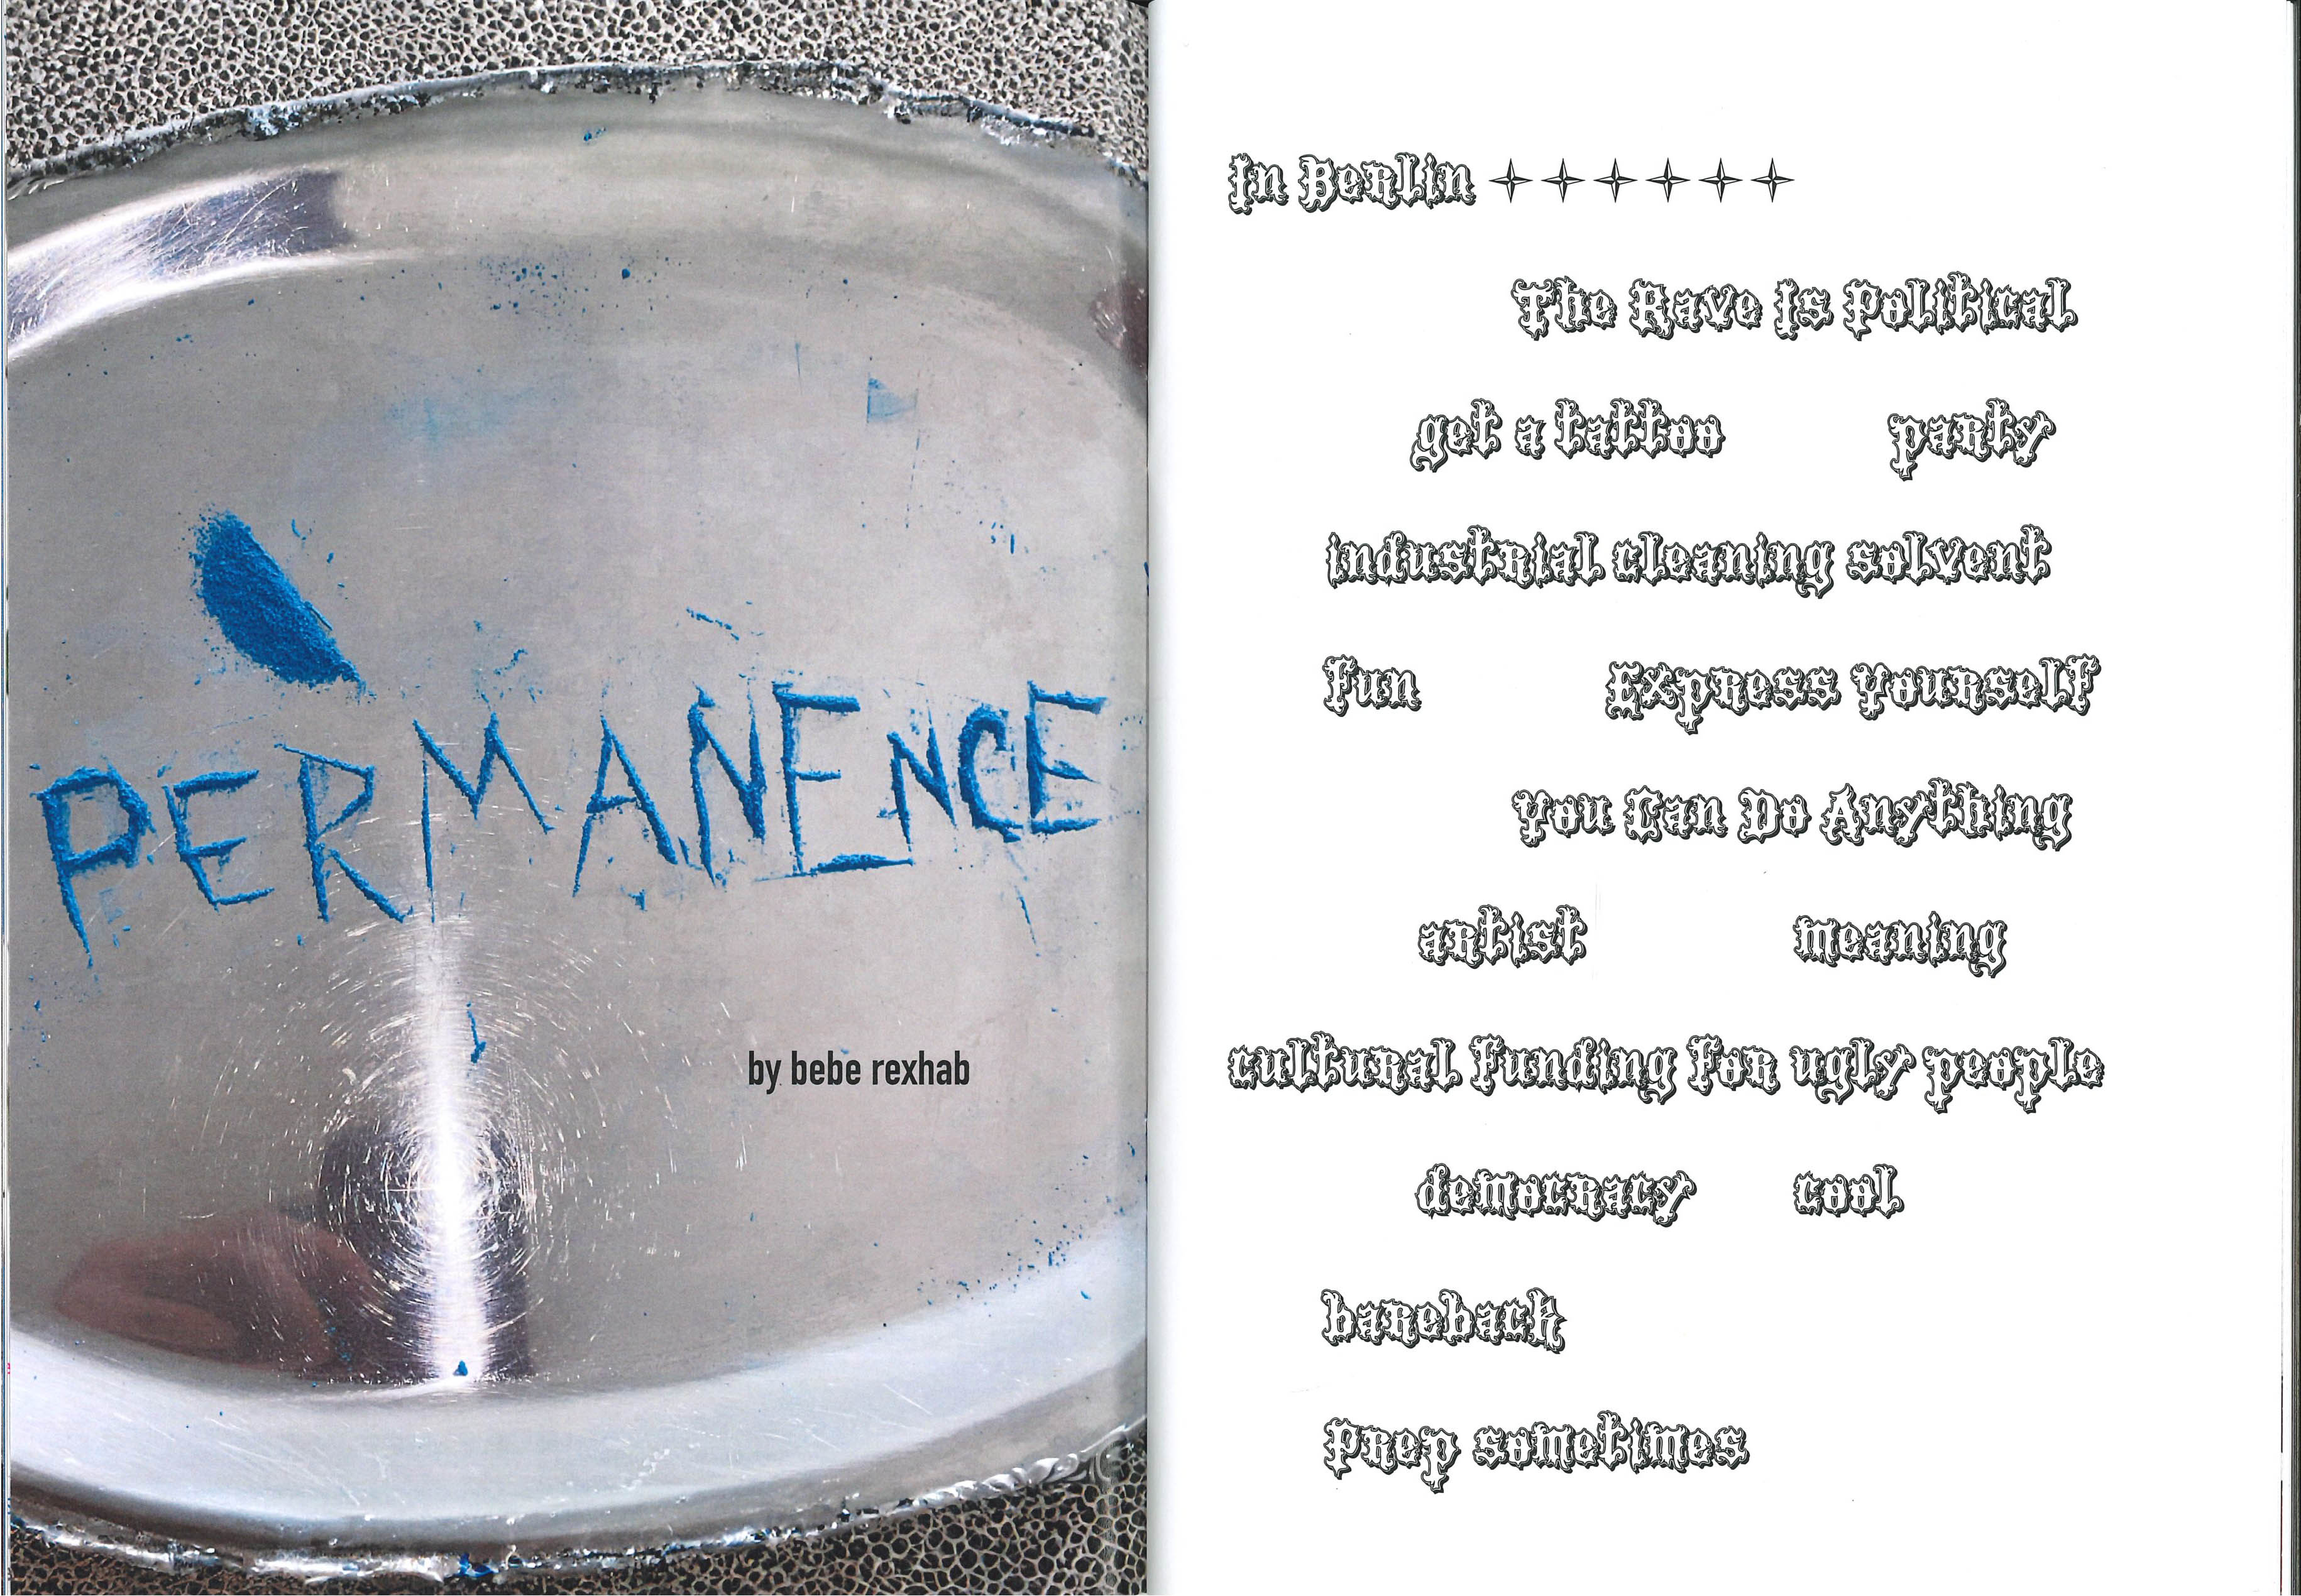 PERMANENCE
by bebe rexhab
In Berlin ✧✧✧✧✧✧
The Rave Is Political
get a tattoo party
industrial cleaning solvent
fun Express Yourself
You Can Do Anything
artist meaning
cultural funding for ugly people
democracy cool
bareback
Prep sometimes